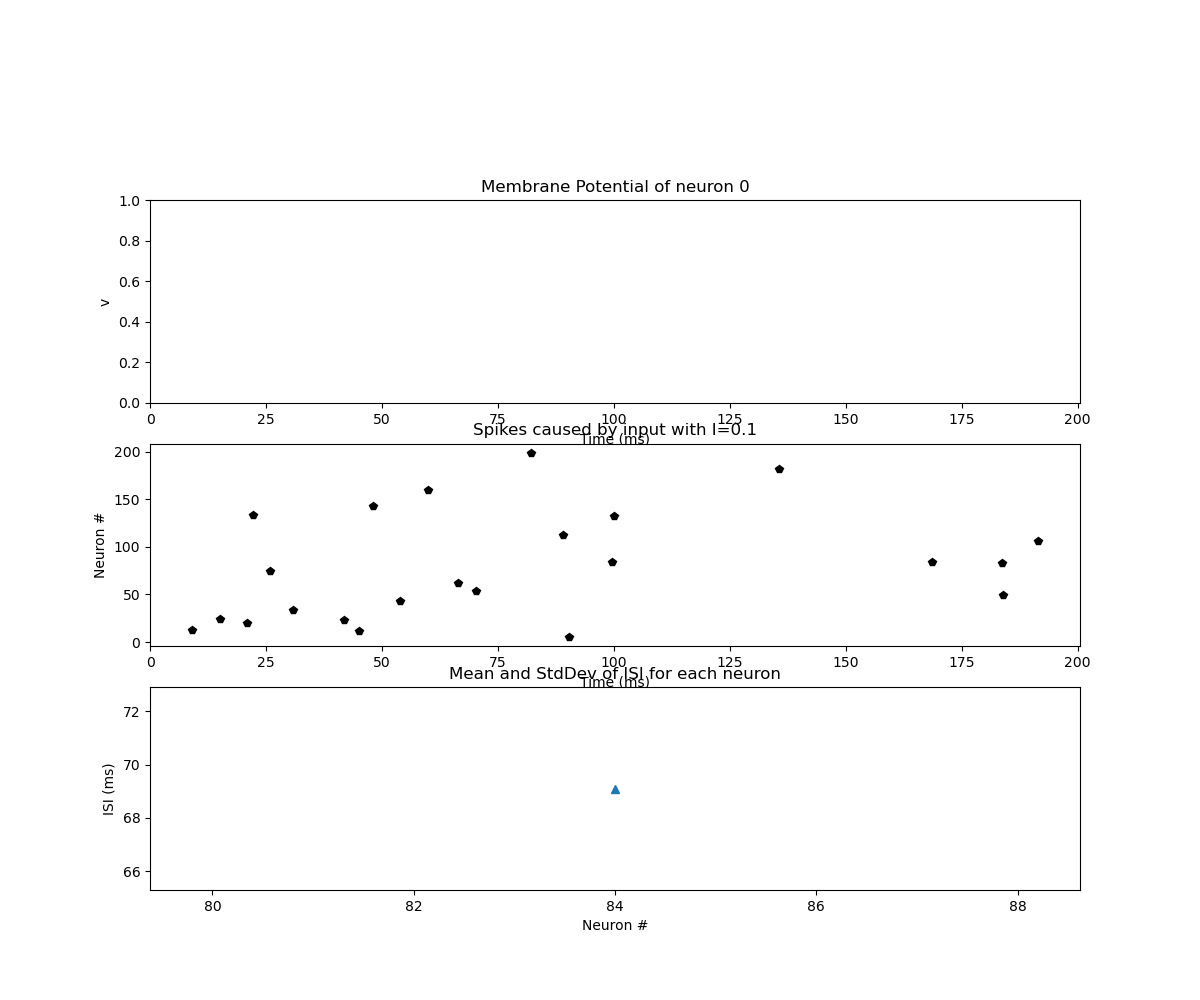 Membrane Potential of neuron 0
1.0
0.8
0.6
0.4
0.2
0.0
v
0 25 50 75 100 125 150 175 200
Time (ms)
Spikes caused by input with I=0.1
200
150
100
50
0
Neuron #
0 25 50 75 100 125 150 175 200
Time (ms)
Mean and StdDev of ISI for each neuron
72
70
68
66
ISI (ms)
80 82 84 86 88
Neuron #